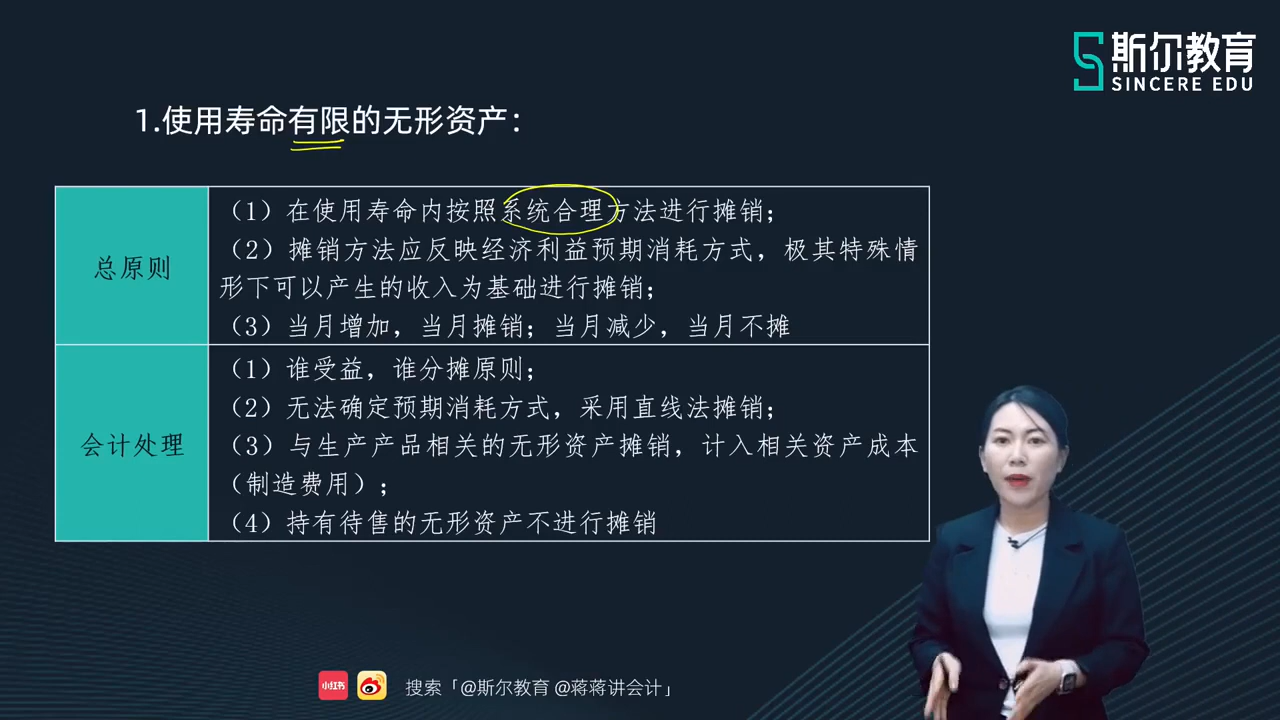 斯尔教育
SINCERE EDU
1.使用寿命有限的无形资产：
总原则
（1）在使用寿命内按照系统合理方法进行摊销；
（2）摊销方法应反映经济利益预期消耗方式，极其特殊情
形下可以产生的收入为基础进行摊销；
（3）当月增加，当月摊销；当月减少，当月不摊
会计处理
（1）谁受益，谁分摊原则；
（2）无法确定预期消耗方式，采用直线法摊销；
（3）与生产产品相关的无形资产摊销，计入相关资产成本
（制造费用）；
（4）持有待售的无形资产不进行摊销
小红书
搜索「@斯尔教育 @蒋蒋讲会计」